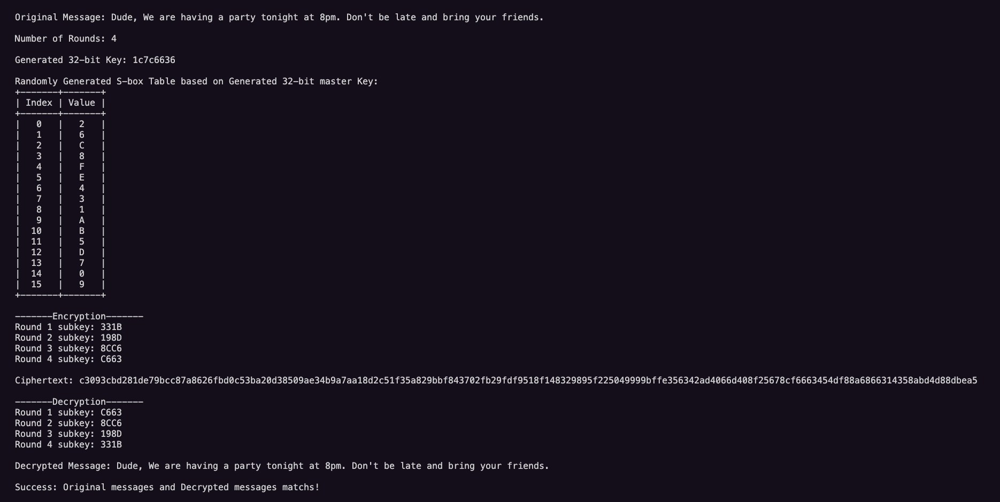 Original Message: Dude, We are having a party tonight at 8pm. Don't be late and bring your friends.
Number of Rounds: 4
Generated 32-bit Key: 1c7c6636
Randomly Generated S-box Table based on Generated 32-bit master Key:
+-------+-------+
| Index | Value |
+-------+-------+
|   0   |   2   |
|   1   |   6   |
|   2   |   C   |
|   3   |   8   |
|   4   |   F   |
|   5   |   E   |
|   6   |   4   |
|   7   |   3   |
|   8   |   1   |
|   9   |   A   |
|  10   |   B   |
|  11   |   5   |
|  12   |   D   |
|  13   |   7   |
|  14   |   0   |
|  15   |   9   |
+-------+-------+
-------Encryption-------
Round 1 subkey: 331B
Round 2 subkey: 198D
Round 3 subkey: 8CC6
Round 4 subkey: C663
Ciphertext: c3093cbd281de79bcc87a8626fbd0c53ba20d38509ae34b9a7aa18d2c51f35a829bbf843702fb29fdf9518f148329895f225049999bffe356342ad4066d408f25678cf6663454df88a6866314358abd4d88dbea5
-------Decryption-------
Round 1 subkey: C663
Round 2 subkey: 8CC6
Round 3 subkey: 198D
Round 4 subkey: 331B
Decrypted Message: Dude, We are having a party tonight at 8pm. Don't be late and bring your friends.
Success: Original messages and Decrypted messages matchs!